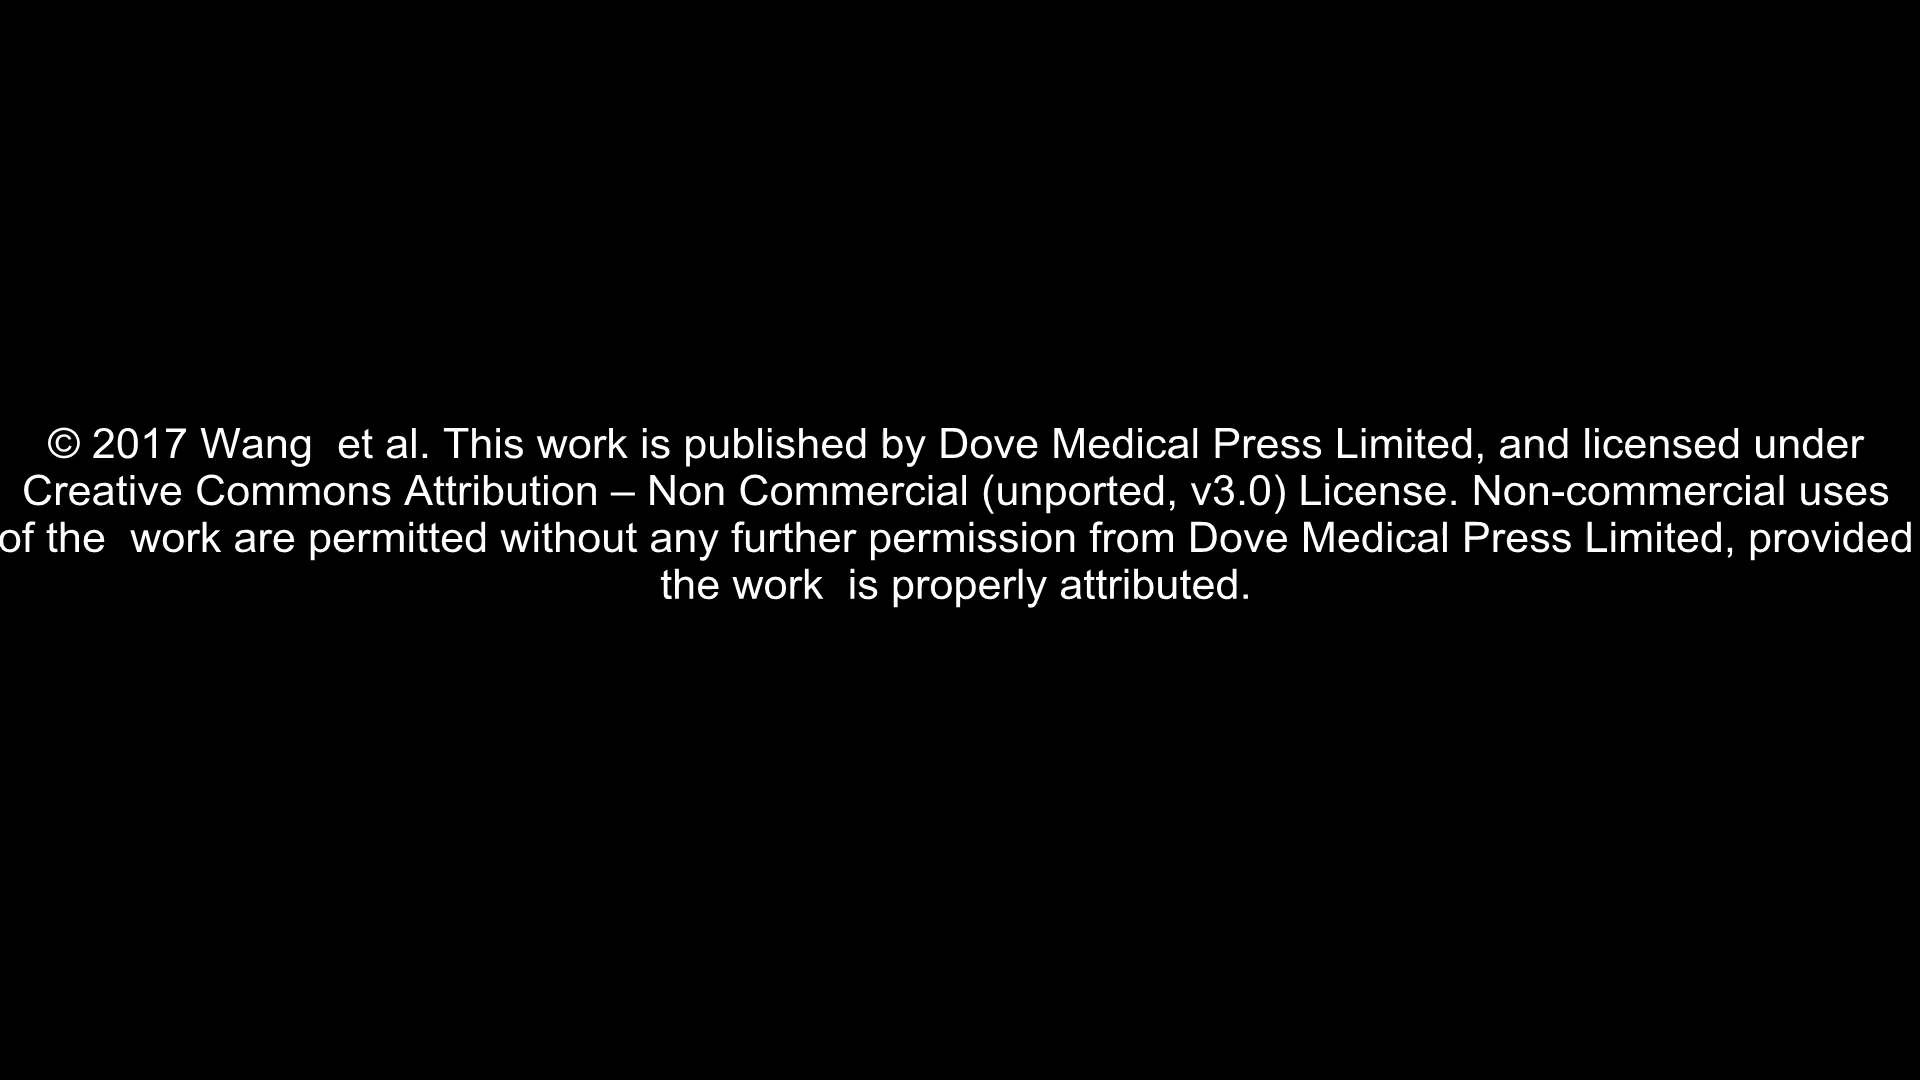 © 2017 Wang  et al. This work is published by Dove Medical Press Limited, and licensed under
Creative Commons Attribution – Non Commercial (unported, v3.0) License. Non-commercial uses
of the  work are permitted without any further permission from Dove Medical Press Limited, provided
the work  is properly attributed.